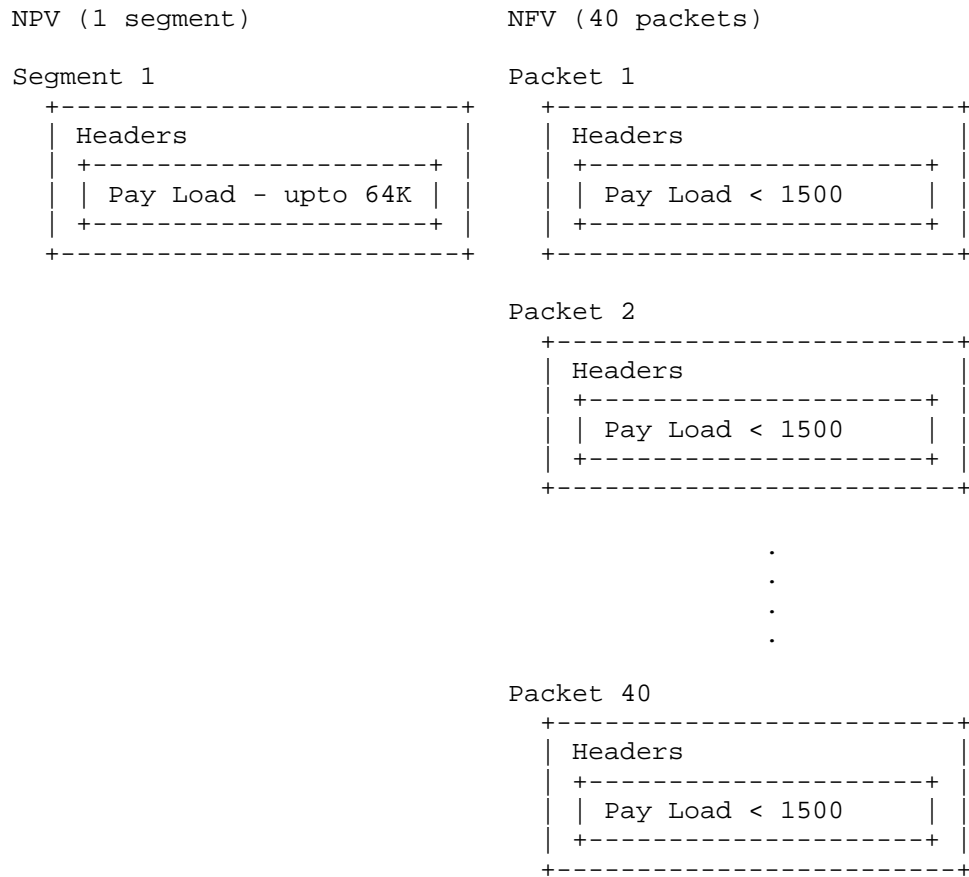 NPV (1 segment)                NFV (40 packets)

Segment 1                      Packet 1
  +-------------------------+    +-------------------------+
  | Headers                 |    | Headers                 |
  | +---------------------+ |    | +---------------------+ |
  | | Pay Load - upto 64K | |    | | Pay Load < 1500     | |
  | +---------------------+ |    | +---------------------+ |
  +-------------------------+    +-------------------------+

                               Packet 2
                                 +-------------------------+
                                 | Headers                 |
                                 | +---------------------+ |
                                 | | Pay Load < 1500     | |
                                 | +---------------------+ |
                                 +-------------------------+

                                               .
                                               .
                                               .
                                               .

                               Packet 40
                                 +-------------------------+
                                 | Headers                 |
                                 | +---------------------+ |
                                 | | Pay Load < 1500     | |
                                 | +---------------------+ |
                                 +-------------------------+